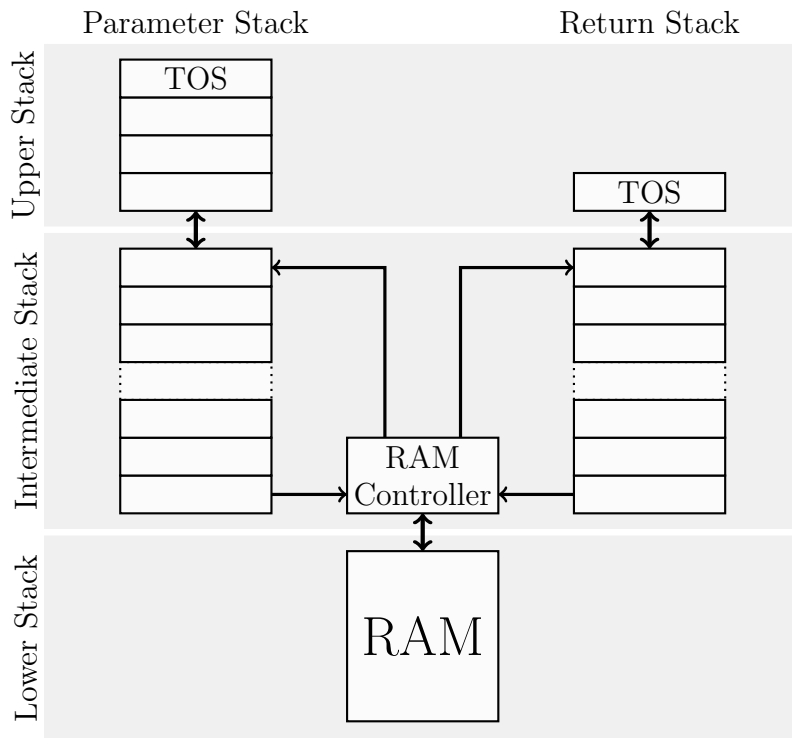 Parameter Stack
Return Stack
Upper Stack
TOS
TOS
Intermediate Stack
RAM
Controller
Lower Stack
RAM